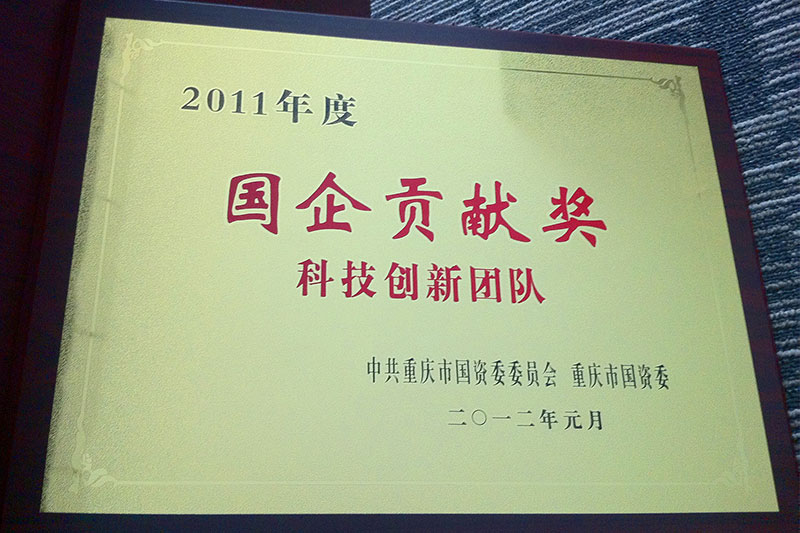 2011年度
国企贡献奖
科技创新团队
中共重庆市国资委委员会 重庆市国资委
二〇一二年元月